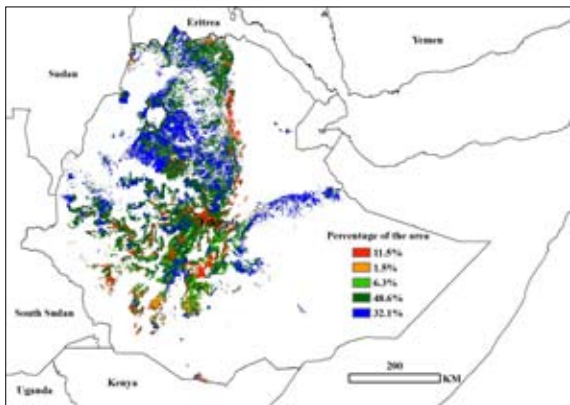 Eritrea
Yemen
Sudan
Percentage of the area
11.5%
1.5%
6.3%
48.6%
32.1%
South Sudan
200
KM
Uganda
Kenya